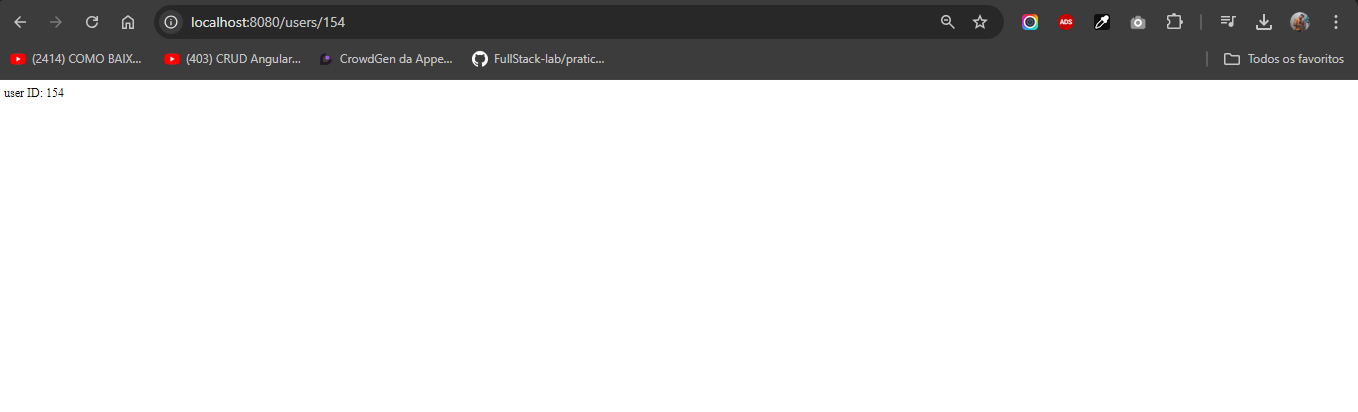 localhost:8080/users/154
ADS
(2414) COMO BAIX...
(403) CRUD Angular...
CrowdGen da Appe...
FullStack-lab/pratic...
Todos os favoritos
user ID: 154